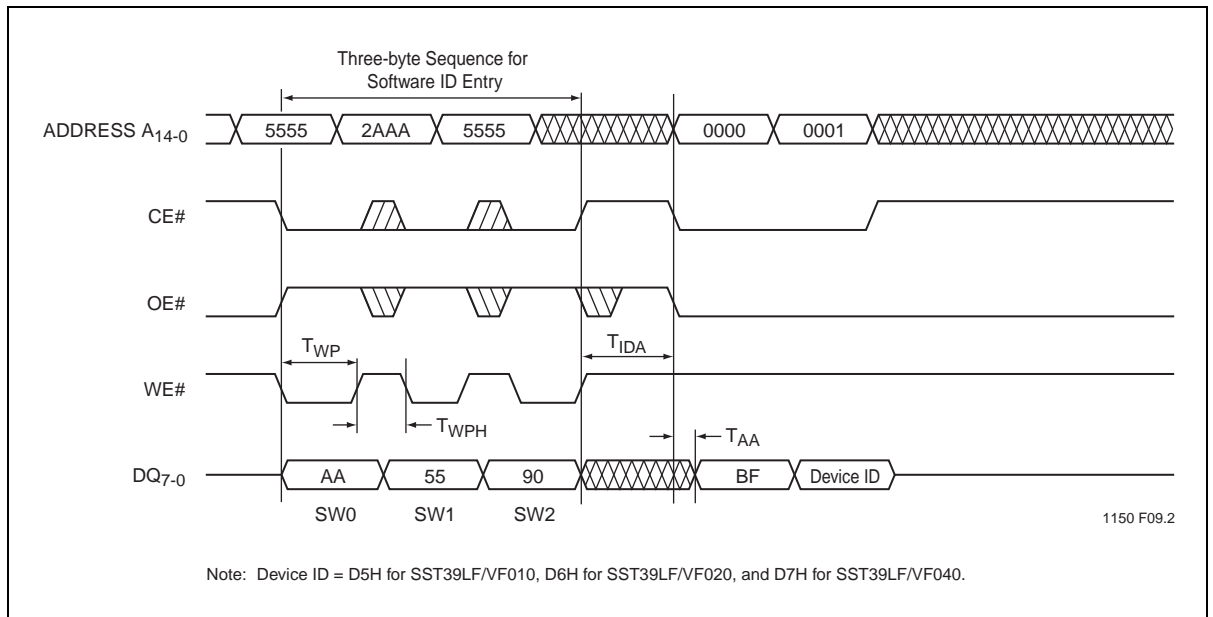 Three-byte Sequence for
Software ID Entry
ADDRESS A14-0
5555 2AAA 5555 0000 0001
CE#
OE#
TWP
TIDA
WE#
TWPH
TAA
DQ7-0
AA 55 90 BF Device ID
SW0 SW1 SW2
1150 F09.2
Note: Device ID = D5H for SST39LF/VF010, D6H for SST39LF/VF020, and D7H for SST39LF/VF040.